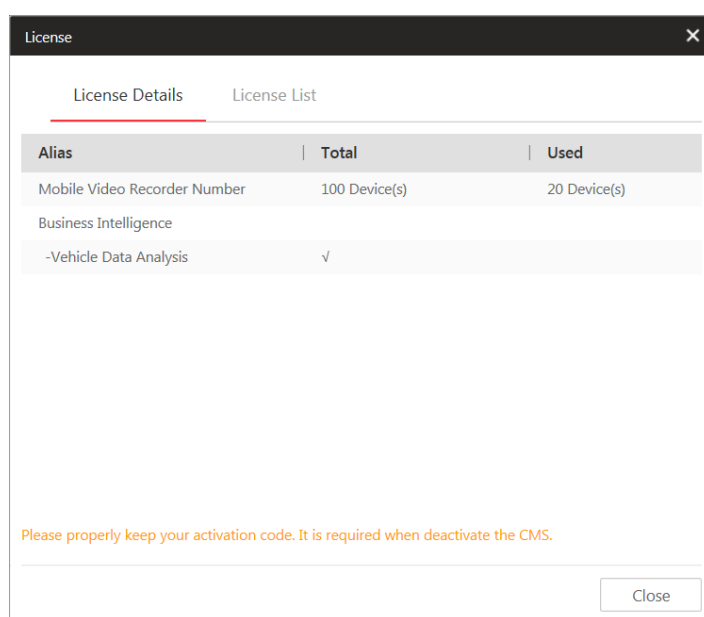 License
License Details License List
Alias Total Used
Mobile Video Recorder Number 100 Device(s) 20 Device(s)
Business Intelligence
-Vehicle Data Analysis √
Please properly keep your activation code. It is required when deactivate the CMS.
Close